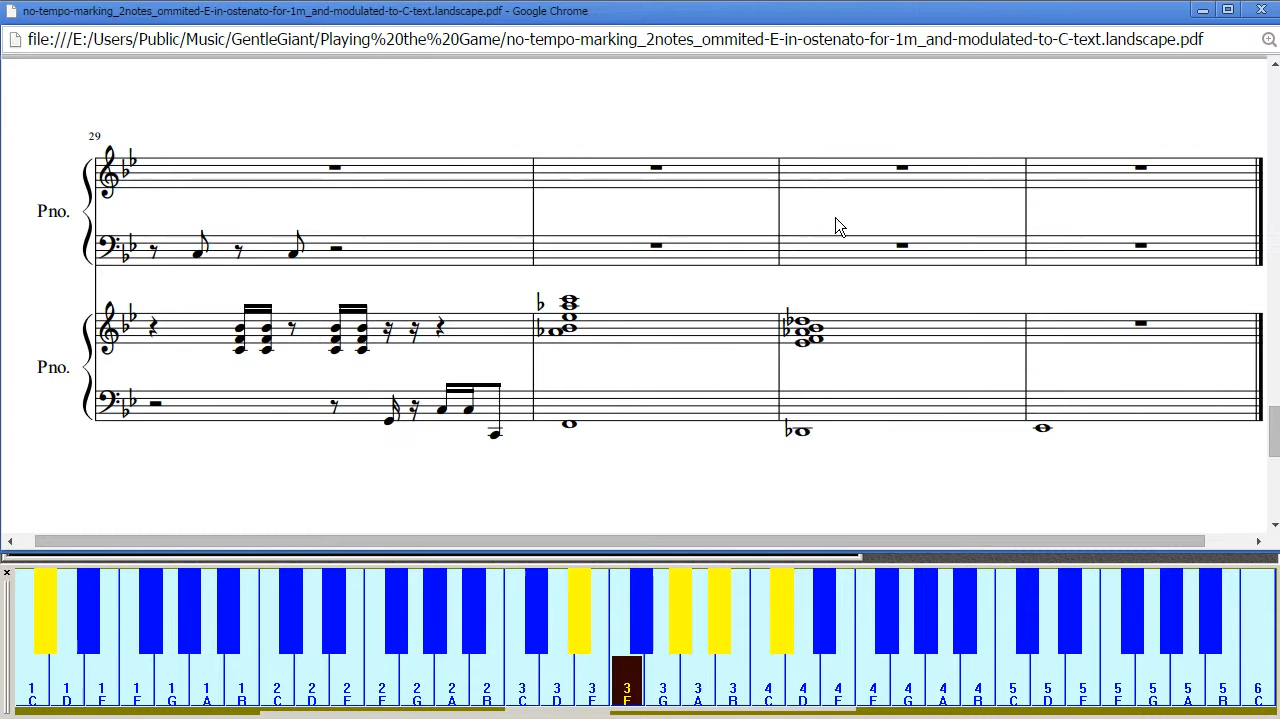 no-tempo-marking_2notes_ommited-E-in-ostenato-for-1m_and-modulated-to-C-text.landscape.pdf - Google Chrome
file:///E:/Users/Public/Music/GentleGiant/Playing%20the%20Game/no-tempo-marking_2notes_ommited-E-in-ostenato-for-1m_and-modulated-to-C-text.landscape.pdf
29
Pno.
Pno.
1 1 1 1 1 1 1 2 2 2 2 2 2 2 3 3 3 3 3 3 3 4 4 4 4 4 4 4 5 5 5 5 5 5 5 6
C D E F G A B C D E F G A B C D E F G A B C D E F G A B C D E F G A B C